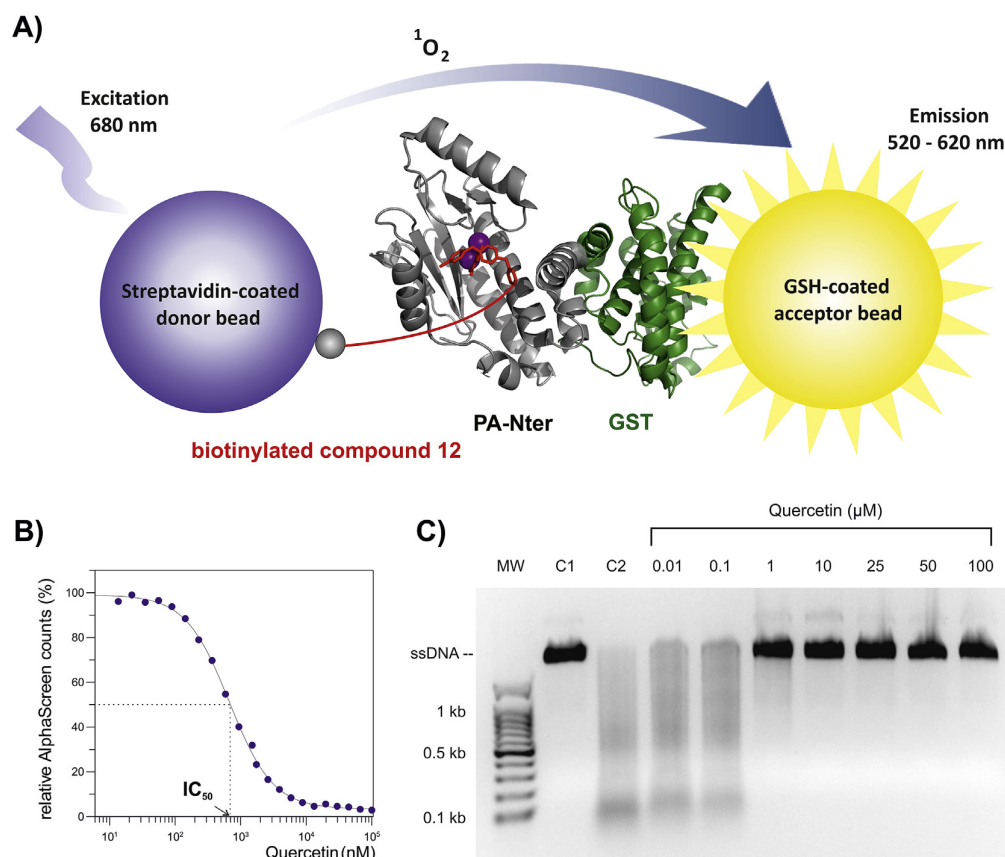 A)
¹O₂
Excitation
680 nm
Emission
520 - 620 nm
Streptavidin-coated
donor bead
GSH-coated
acceptor bead
PA-Nter
GST
biotinylated compound 12
B)
relative AlphaScreen counts (%)
100
80
60
40
20
0
IC₅₀
10¹
10²
10³
10⁴
10⁵
Quercetin (nM)
C)
Quercetin (µM)
MW C1 C2 0.01 0.1 1 10 25 50 100
ssDNA --
1 kb
0.5 kb
0.1 kb